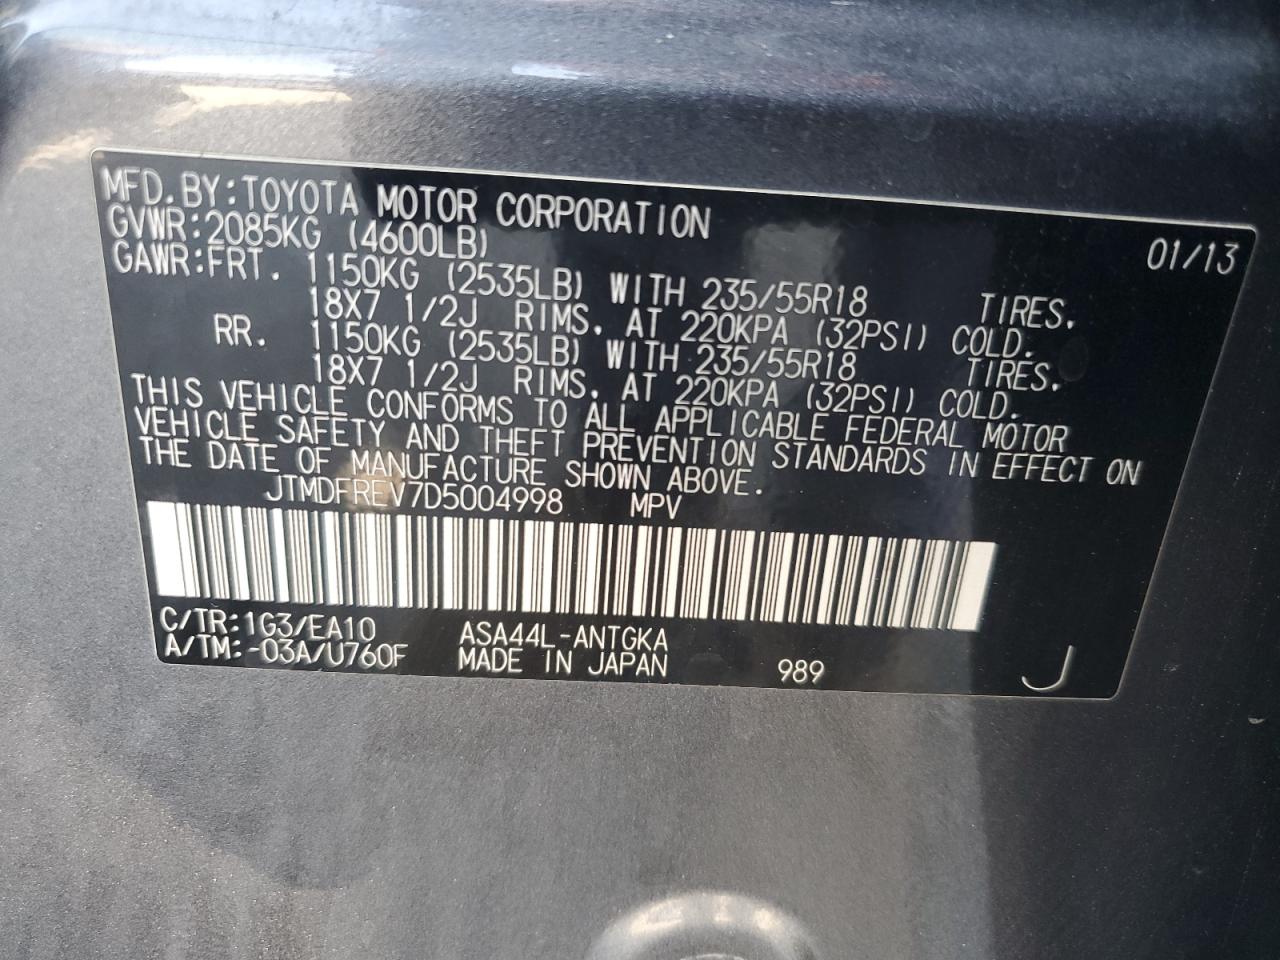 MFD.BY:TOYOTA MOTOR CORPORATION 01/13
GVWR:2085KG (4600LB)
GAWR:FRT. 1150KG (2535LB) WITH 235/55R18 TIRES,
18X7 1/2J RIMS, AT 220KPA (32PSI) COLD.
RR. 1150KG (2535LB) WITH 235/55R18 TIRES,
18X7 1/2J RIMS, AT 220KPA (32PSI) COLD.
THIS VEHICLE CONFORMS TO ALL APPLICABLE FEDERAL MOTOR
VEHICLE SAFETY AND THEFT PREVENTION STANDARDS IN EFFECT ON
THE DATE OF MANUFACTURE SHOWN ABOVE.
JTMDFREV7D5004998 MPV
C/TR:1G3/EA10 ASA44L-ANTGKA
A/TM:-03A/U760F MADE IN JAPAN 989 J